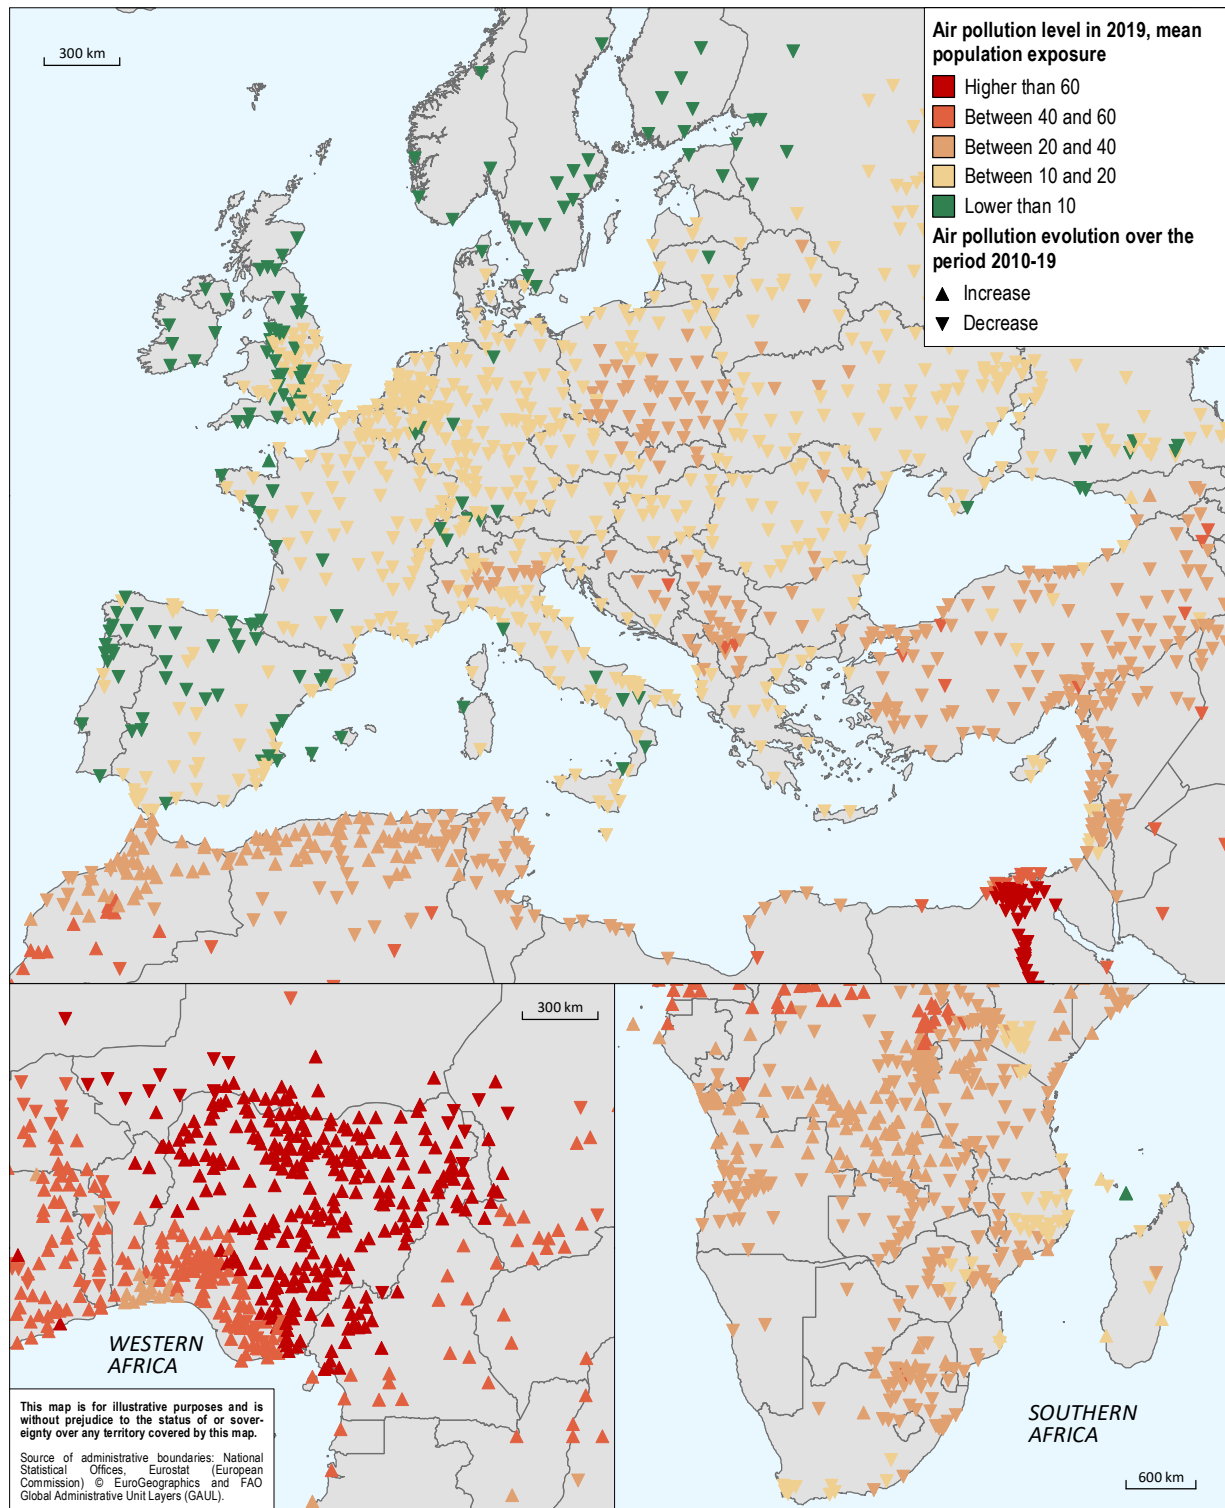 300 km
Air pollution level in 2019, mean
population exposure
Higher than 60
Between 40 and 60
Between 20 and 40
Between 10 and 20
Lower than 10
Air pollution evolution over the
period 2010-19
Increase
Decrease
300 km
WESTERN
AFRICA
This map is for illustrative purposes and is
without prejudice to the status of or sover-
eignty over any territory covered by this map.
Source of administrative boundaries: National
Statistical Offices, Eurostat (European
Commission) © EuroGeographics and FAO
Global Administrative Unit Layers (GAUL).
SOUTHERN
AFRICA
600 km